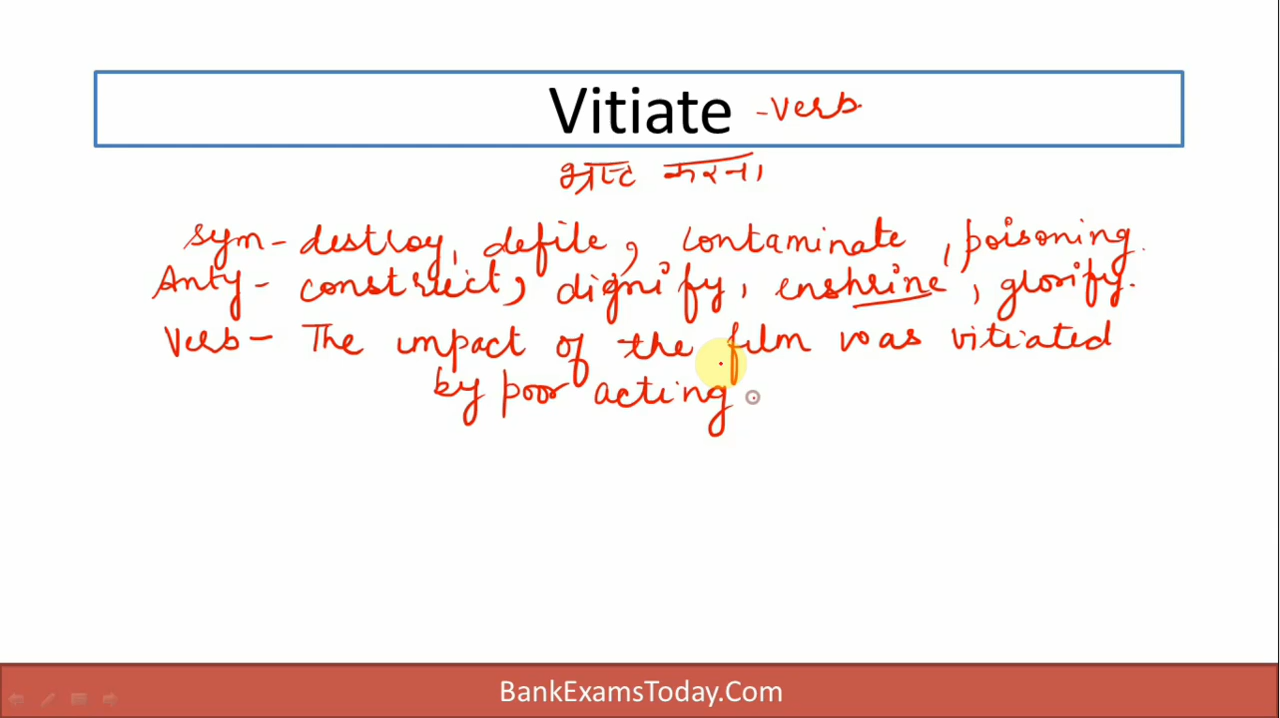 Vitiate - verb
भ्रष्ट करना
Sym - destroy, defile, contaminate, poisoning.
Anty - construct, dignify, enshrine, glorify.
Verb - The impact of the film was vitiated
by poor acting
BankExamsToday.Com